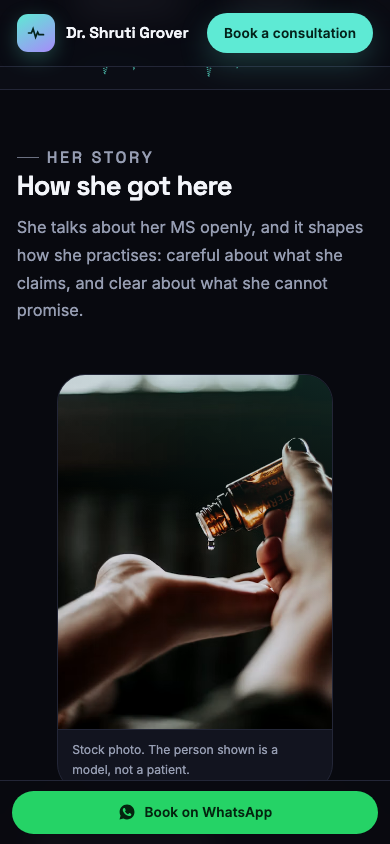 Dr. Shruti Grover
Book a consultation
HER STORY
How she got here
She talks about her MS openly, and it shapes
how she practises: careful about what she
claims, and clear about what she cannot
promise.
Stock photo. The person shown is a
model, not a patient.
Book on WhatsApp